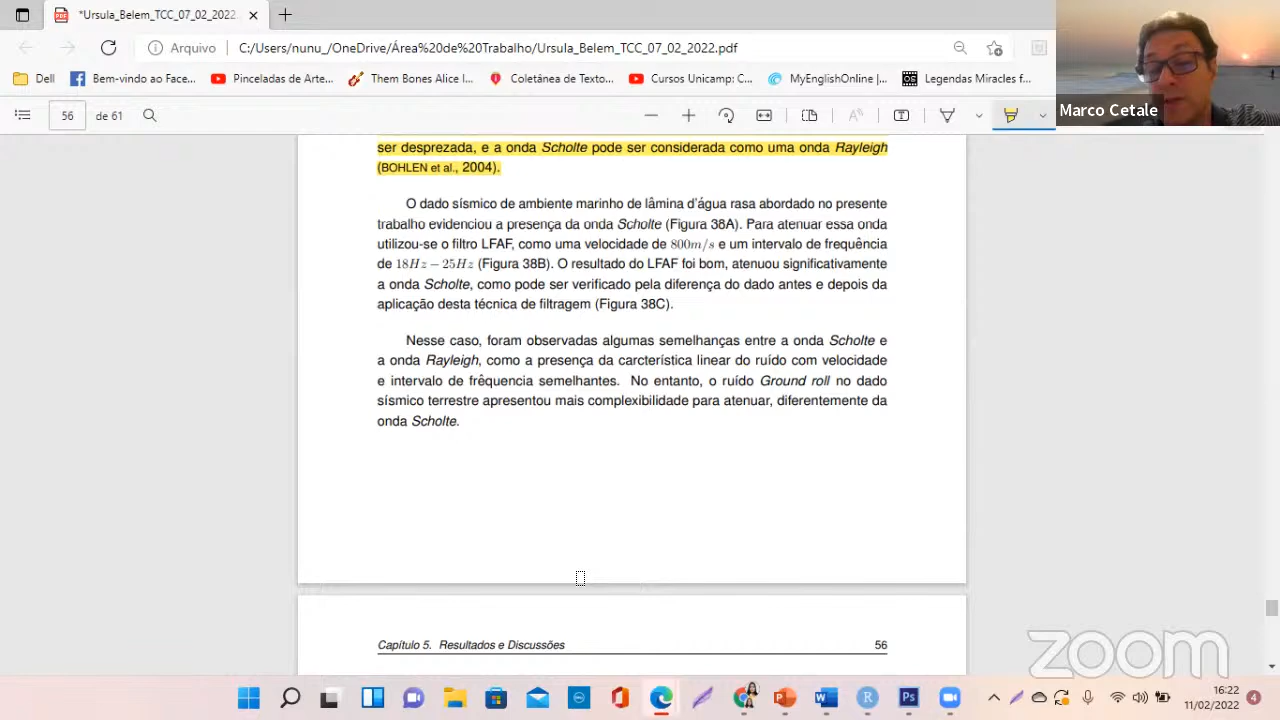 *Ursula_Belem_TCC_07_02_2022.
Arquivo
C:/Users/nunu_/OneDrive/Área%20de%20Trabalho/Ursula_Belem_TCC_07_02_2022.pdf
Dell
Bem-vindo ao Face...
Pinceladas de Arte...
Them Bones Alice I...
Coletânea de Texto...
Cursos Unicamp: C...
MyEnglishOnline |...
Legendas Miracles f...
Marco Cetale
56 de 61
ser desprezada, e a onda Scholte pode ser considerada como uma onda Rayleigh
(BOHLEN et al., 2004).
O dado sísmico de ambiente marinho de lâmina d'água rasa abordado no presente
trabalho evidenciou a presença da onda Scholte (Figura 38A). Para atenuar essa onda
utilizou-se o filtro LFAF, como uma velocidade de 800m/s e um intervalo de frequência
de 18Hz – 25Hz (Figura 38B). O resultado do LFAF foi bom, atenuou significativamente
a onda Scholte, como pode ser verificado pela diferença do dado antes e depois da
aplicação desta técnica de filtragem (Figura 38C).
Nesse caso, foram observadas algumas semelhanças entre a onda Scholte e
a onda Rayleigh, como a presença da carcterística linear do ruído com velocidade
e intervalo de frêquencia semelhantes. No entanto, o ruído Ground roll no dado
sísmico terrestre apresentou mais complexibilidade para atenuar, diferentemente da
onda Scholte.
Capítulo 5. Resultados e Discussões 56
zoom
16:22
11/02/2022
4